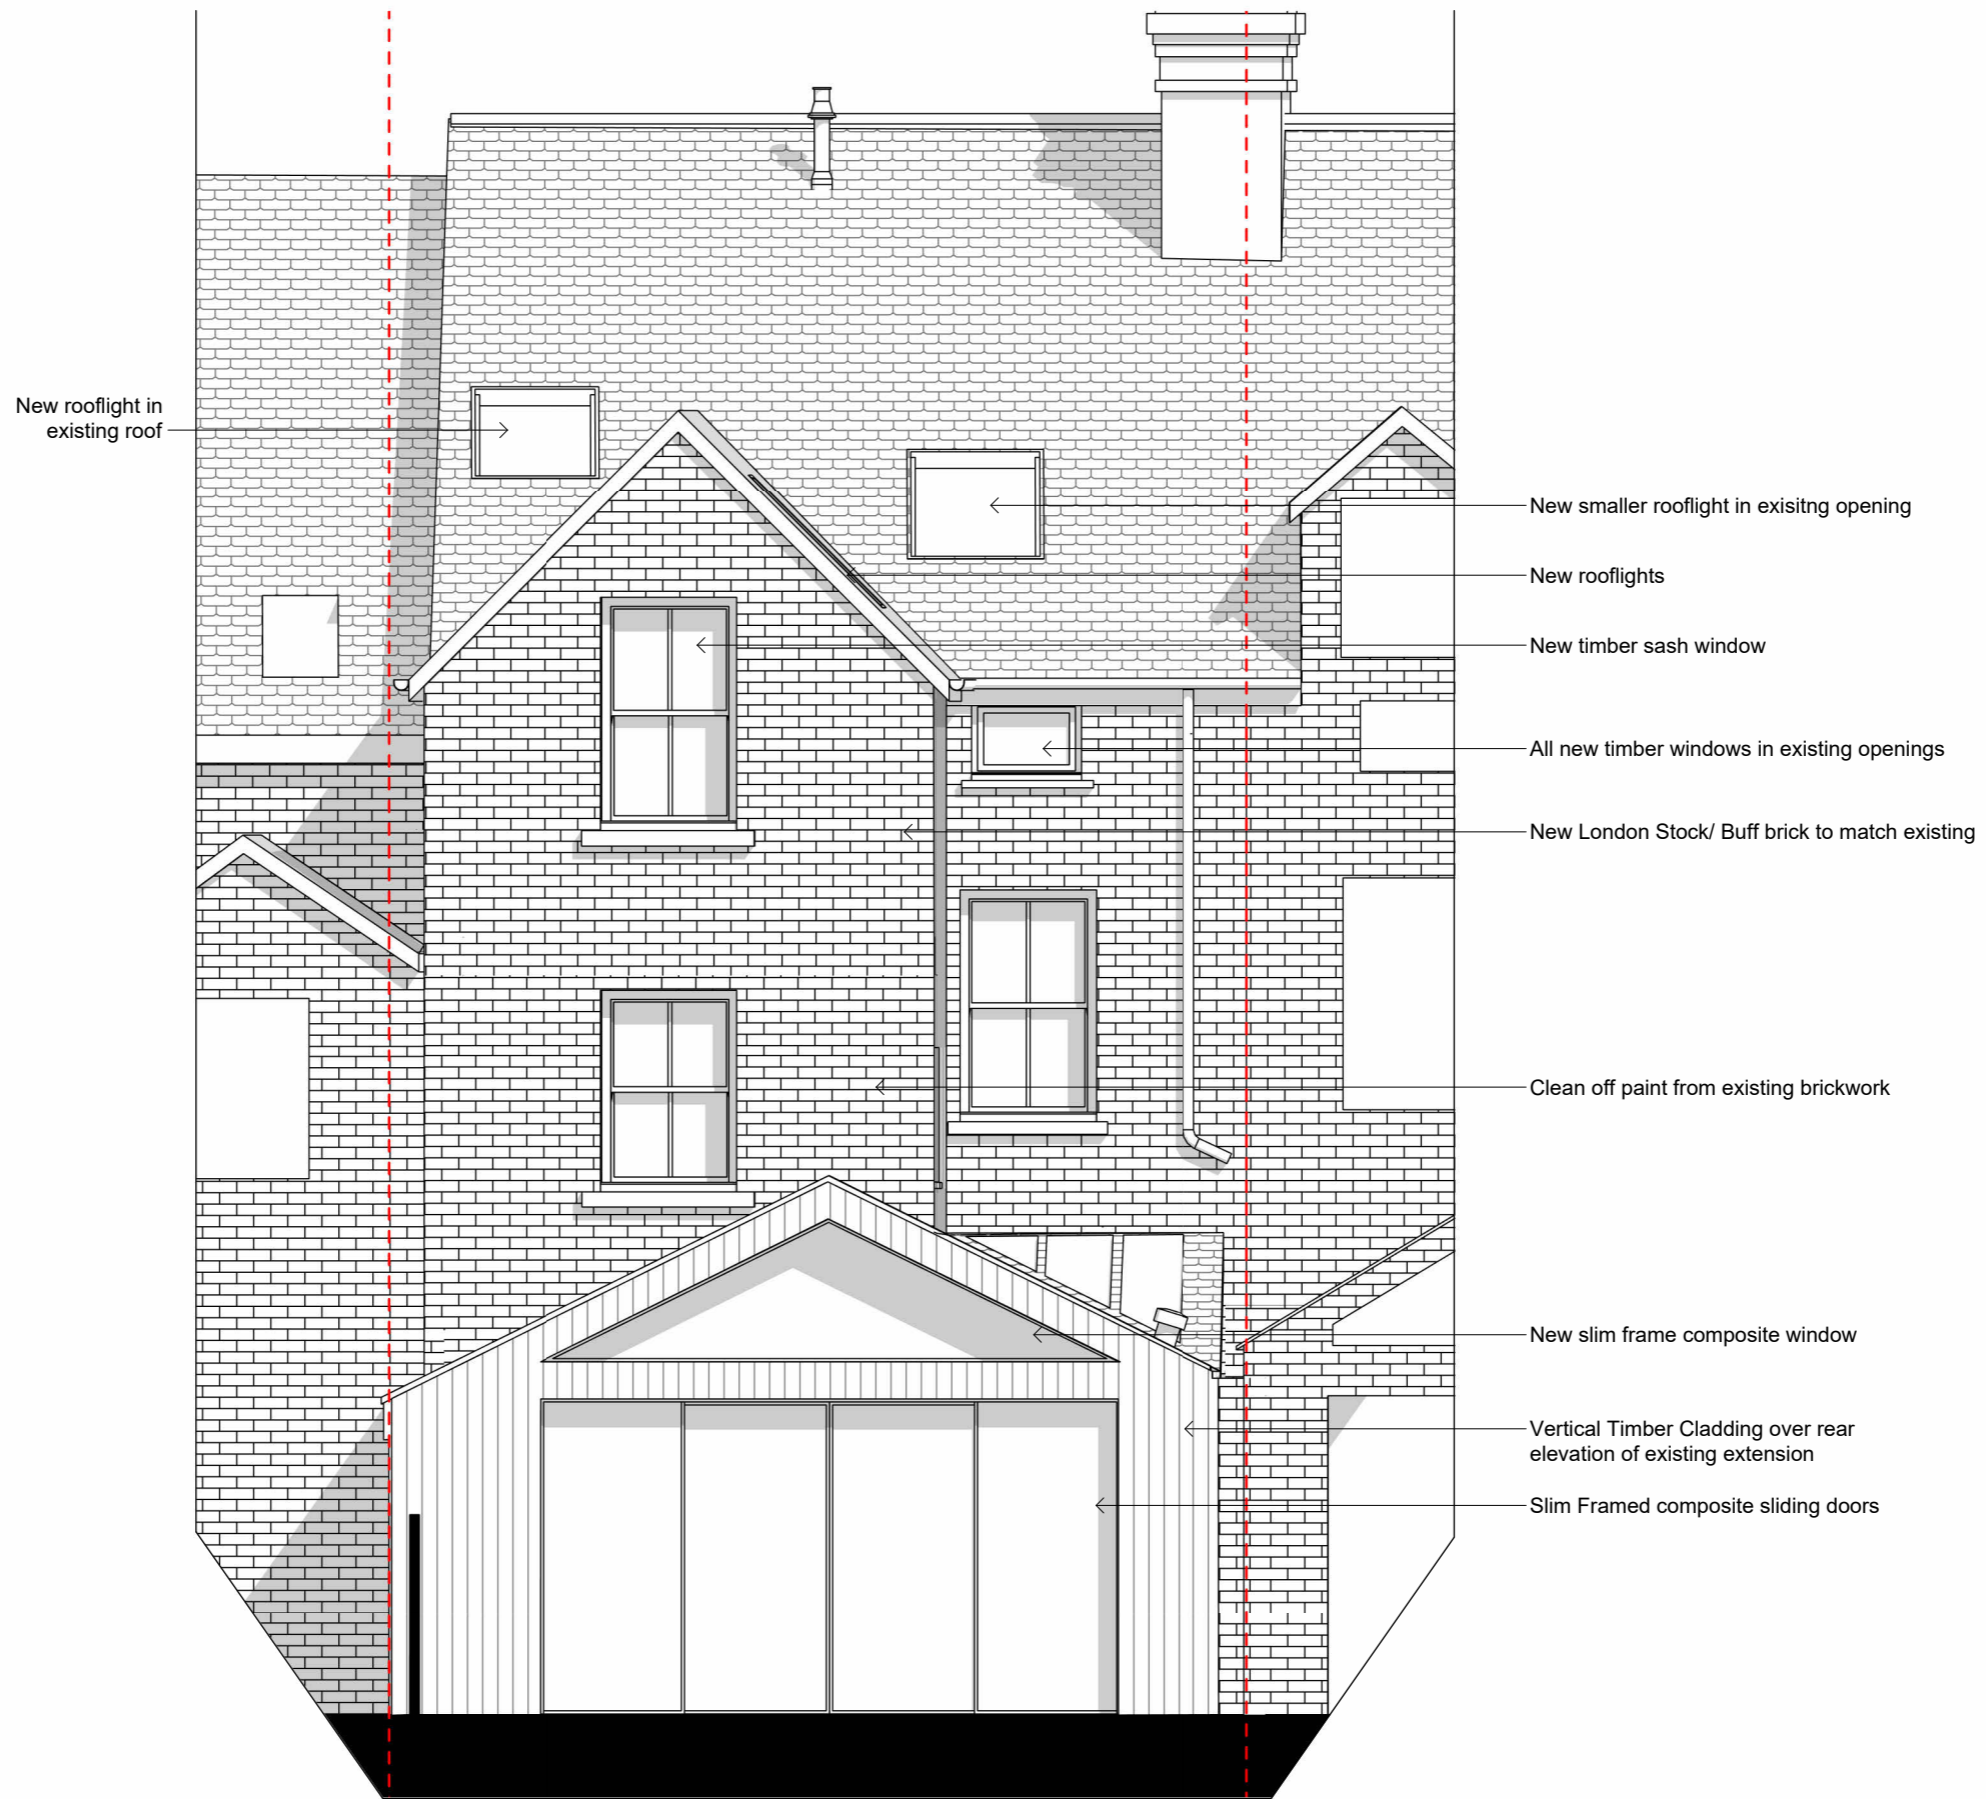 New rooflight in
existing roof
New smaller rooflight in exisitng opening
New rooflights
New timber sash window
All new timber windows in existing openings
New London Stock/ Buff brick to match existing
Clean off paint from existing brickwork
New slim frame composite window
Vertical Timber Cladding over rear
elevation of existing extension
Slim Framed composite sliding doors